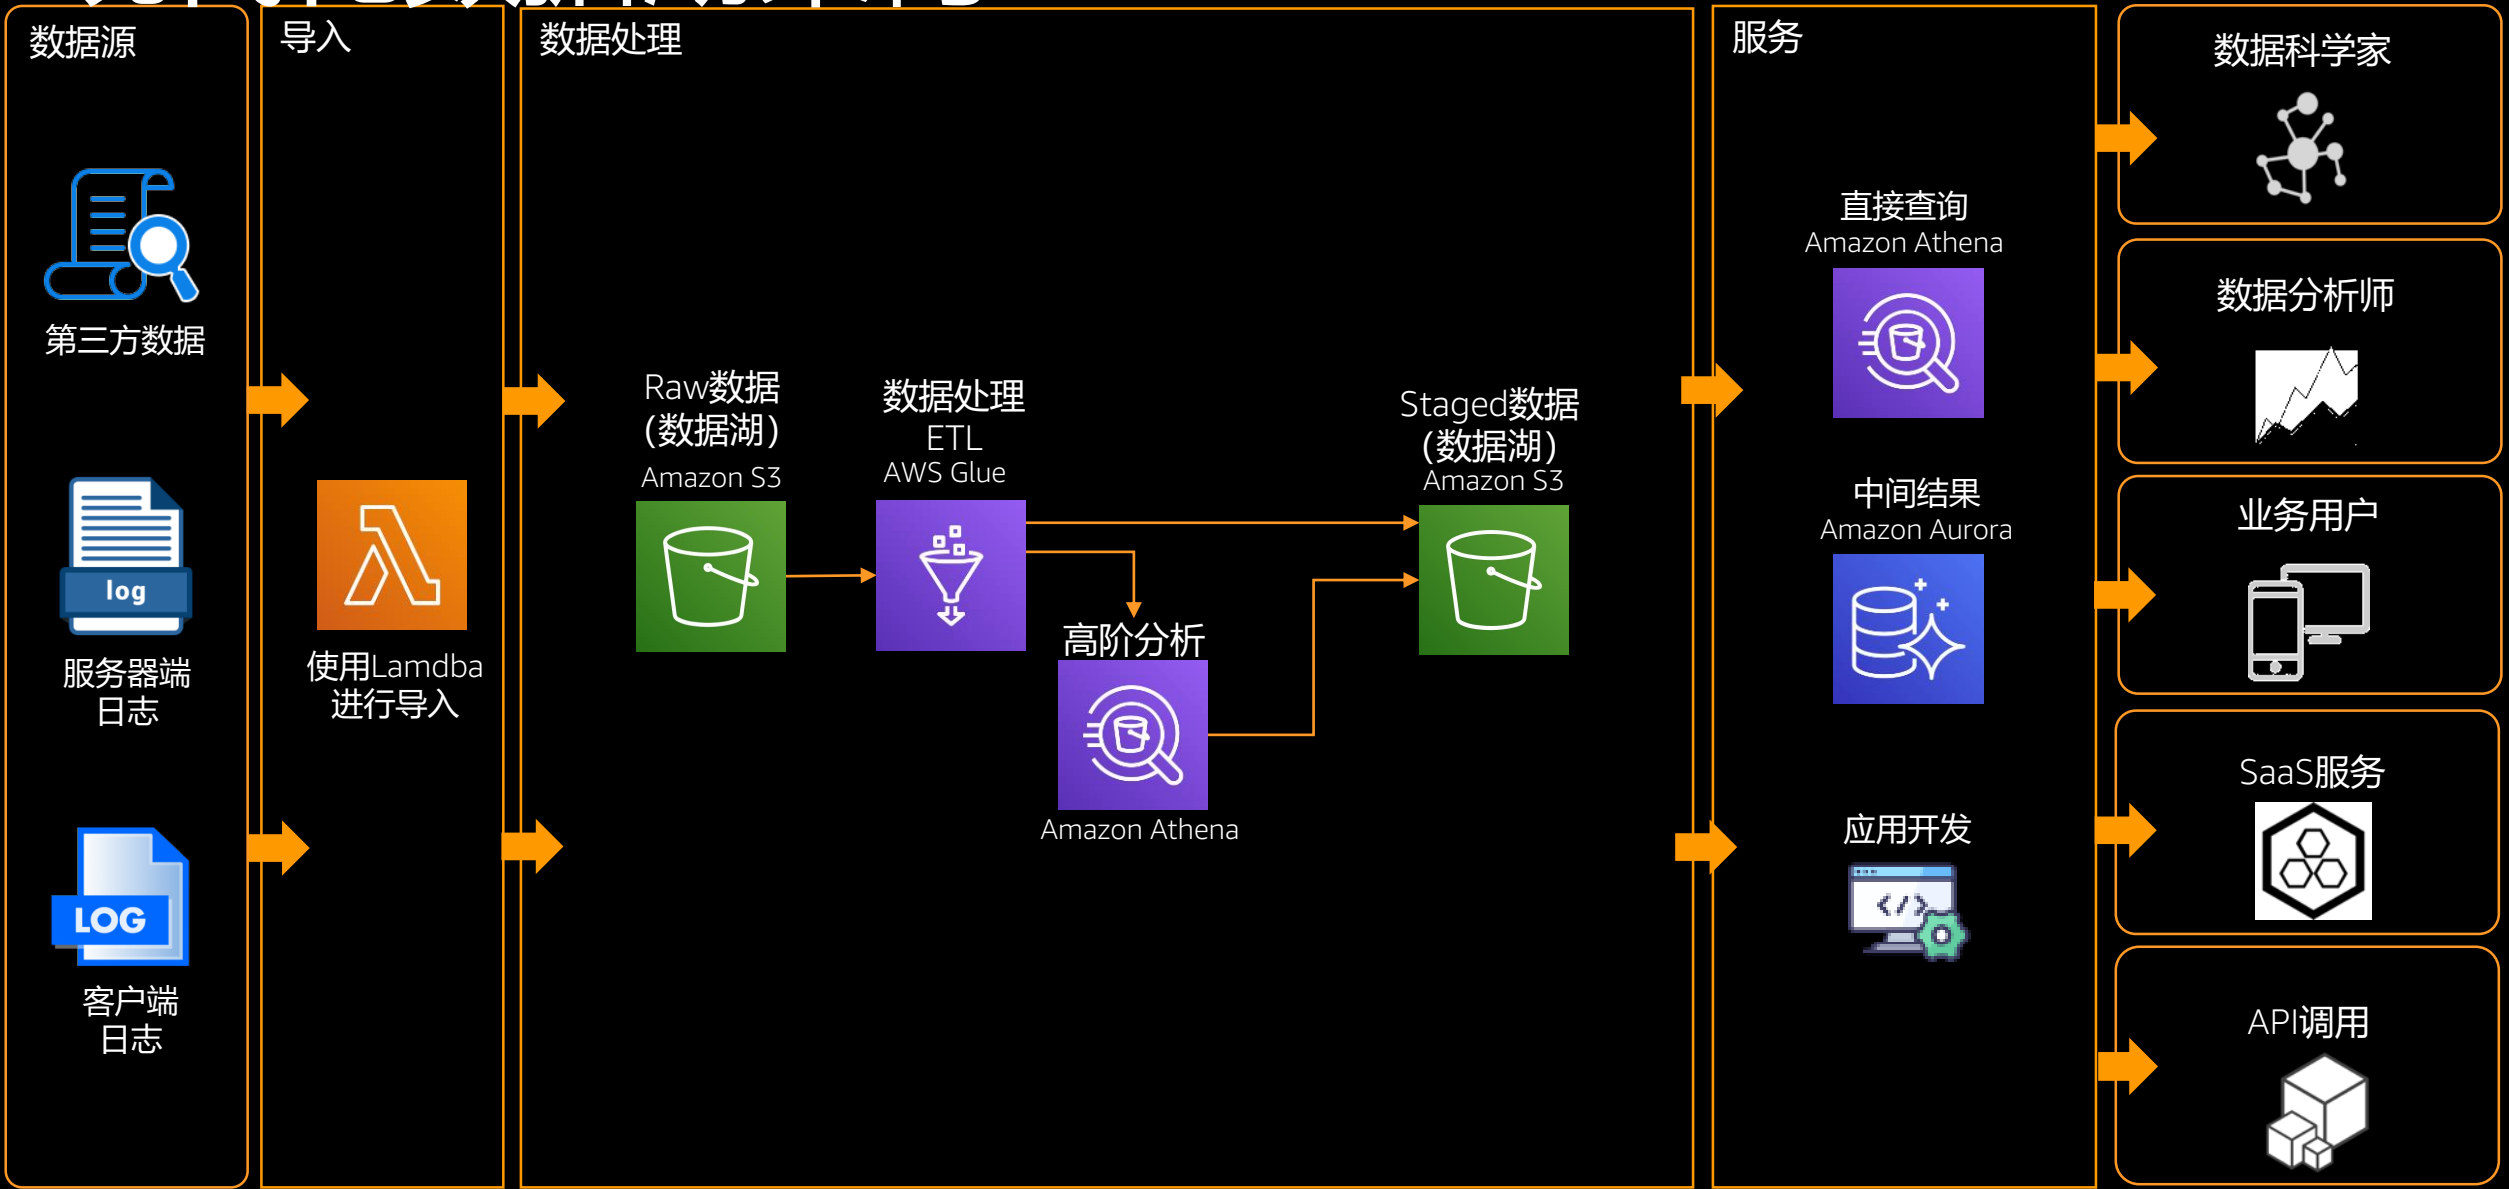 数据源
第三方数据
log
服务器端
日志
LOG
客户端
日志
导入
使用Lamdba
进行导入
数据处理
Raw数据
（数据湖）
Amazon S3
数据处理
ETL
AWS Glue
高阶分析
Amazon Athena
Staged数据
（数据湖）
Amazon S3
服务
直接查询
Amazon Athena
中间结果
Amazon Aurora
应用开发
数据科学家
数据分析师
业务用户
SaaS服务
API调用